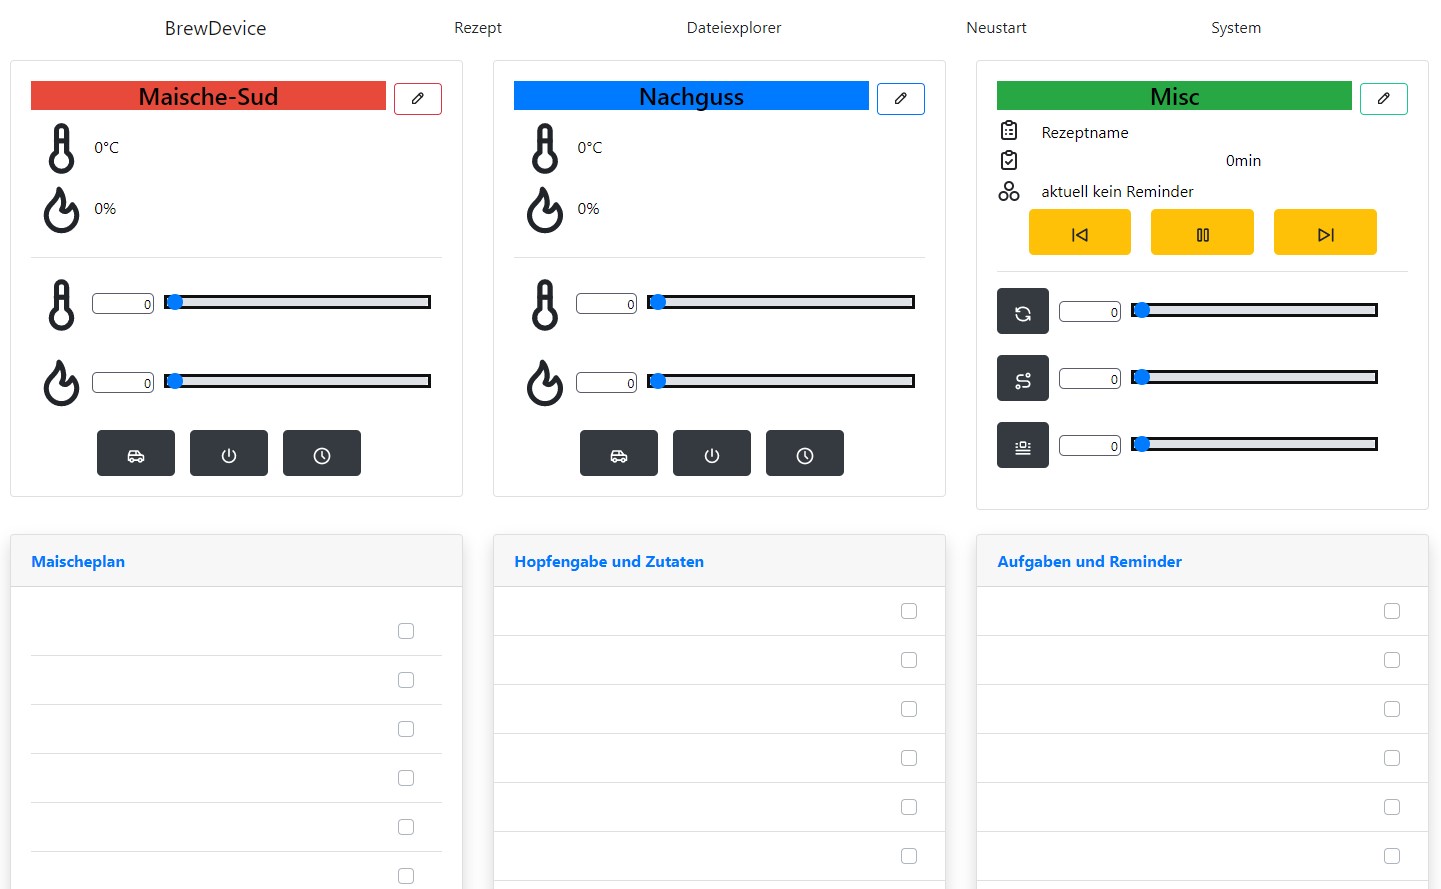 BrewDevice Rezept Dateiexplorer Neustart System
Maische-Sud
0°C
0%
0
0
Nachguss
0°C
0%
0
0
Misc
Rezeptname
0min
aktuell kein Reminder
0
0
0
Maischeplan
Hopfengabe und Zutaten
Aufgaben und Reminder